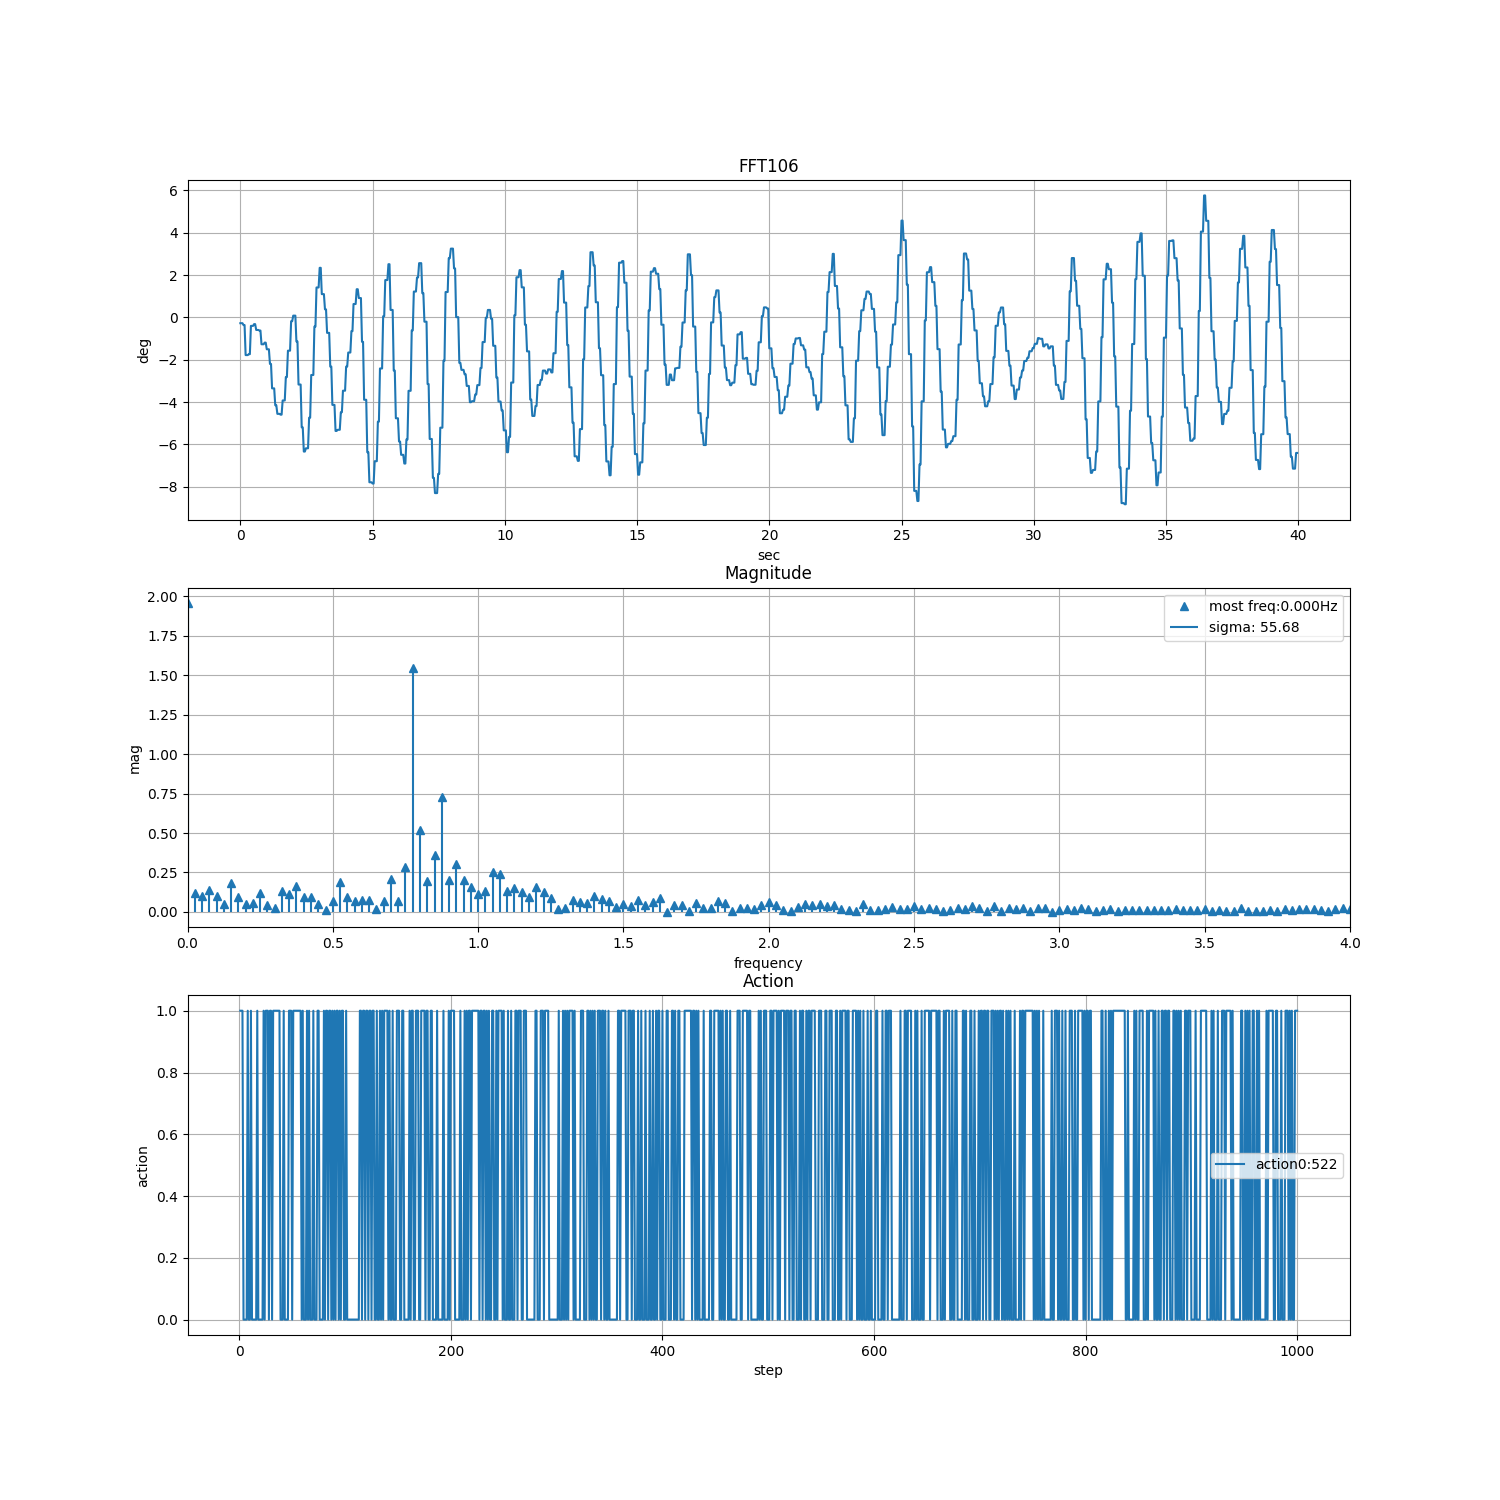 FFT106
6
4
2
0
−2
−4
−6
−8
deg
0 5 10 15 20 25 30 35 40
sec
Magnitude
2.00
1.75
1.50
1.25
1.00
0.75
0.50
0.25
0.00
mag
most freq:0.000Hz
sigma: 55.68
0.0 0.5 1.0 1.5 2.0 2.5 3.0 3.5 4.0
frequency
Action
1.0
0.8
0.6
0.4
0.2
0.0
action
action0:522
0 200 400 600 800 1000
step